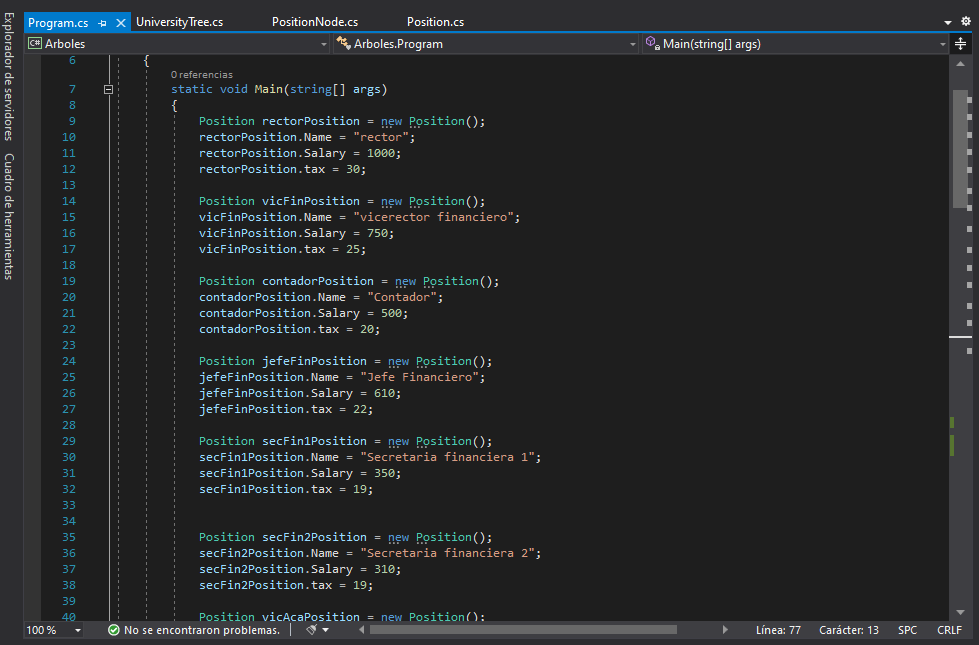 Program.cs
UniversityTree.cs
PositionNode.cs
Position.cs
Explorador de servidores
Cuadro de herramientas
C# Arboles
Arboles.Program
Main(string[] args)
6 {
0 referencias
7 static void Main(string[] args)
8 {
9 Position rectorPosition = new Position();
10 rectorPosition.Name = "rector";
11 rectorPosition.Salary = 1000;
12 rectorPosition.tax = 30;
13
14 Position vicFinPosition = new Position();
15 vicFinPosition.Name = "vicerector financiero";
16 vicFinPosition.Salary = 750;
17 vicFinPosition.tax = 25;
18
19 Position contadorPosition = new Position();
20 contadorPosition.Name = "Contador";
21 contadorPosition.Salary = 500;
22 contadorPosition.tax = 20;
23
24 Position jefeFinPosition = new Position();
25 jefeFinPosition.Name = "Jefe Financiero";
26 jefeFinPosition.Salary = 610;
27 jefeFinPosition.tax = 22;
28
29 Position secFin1Position = new Position();
30 secFin1Position.Name = "Secretaria financiera 1";
31 secFin1Position.Salary = 350;
32 secFin1Position.tax = 19;
33
34
35 Position secFin2Position = new Position();
36 secFin2Position.Name = "Secretaria financiera 2";
37 secFin2Position.Salary = 310;
38 secFin2Position.tax = 19;
39
40 Position vicAcaPosition = new Position();
100 %
No se encontraron problemas.
Línea: 77
Carácter: 13
SPC
CRLF